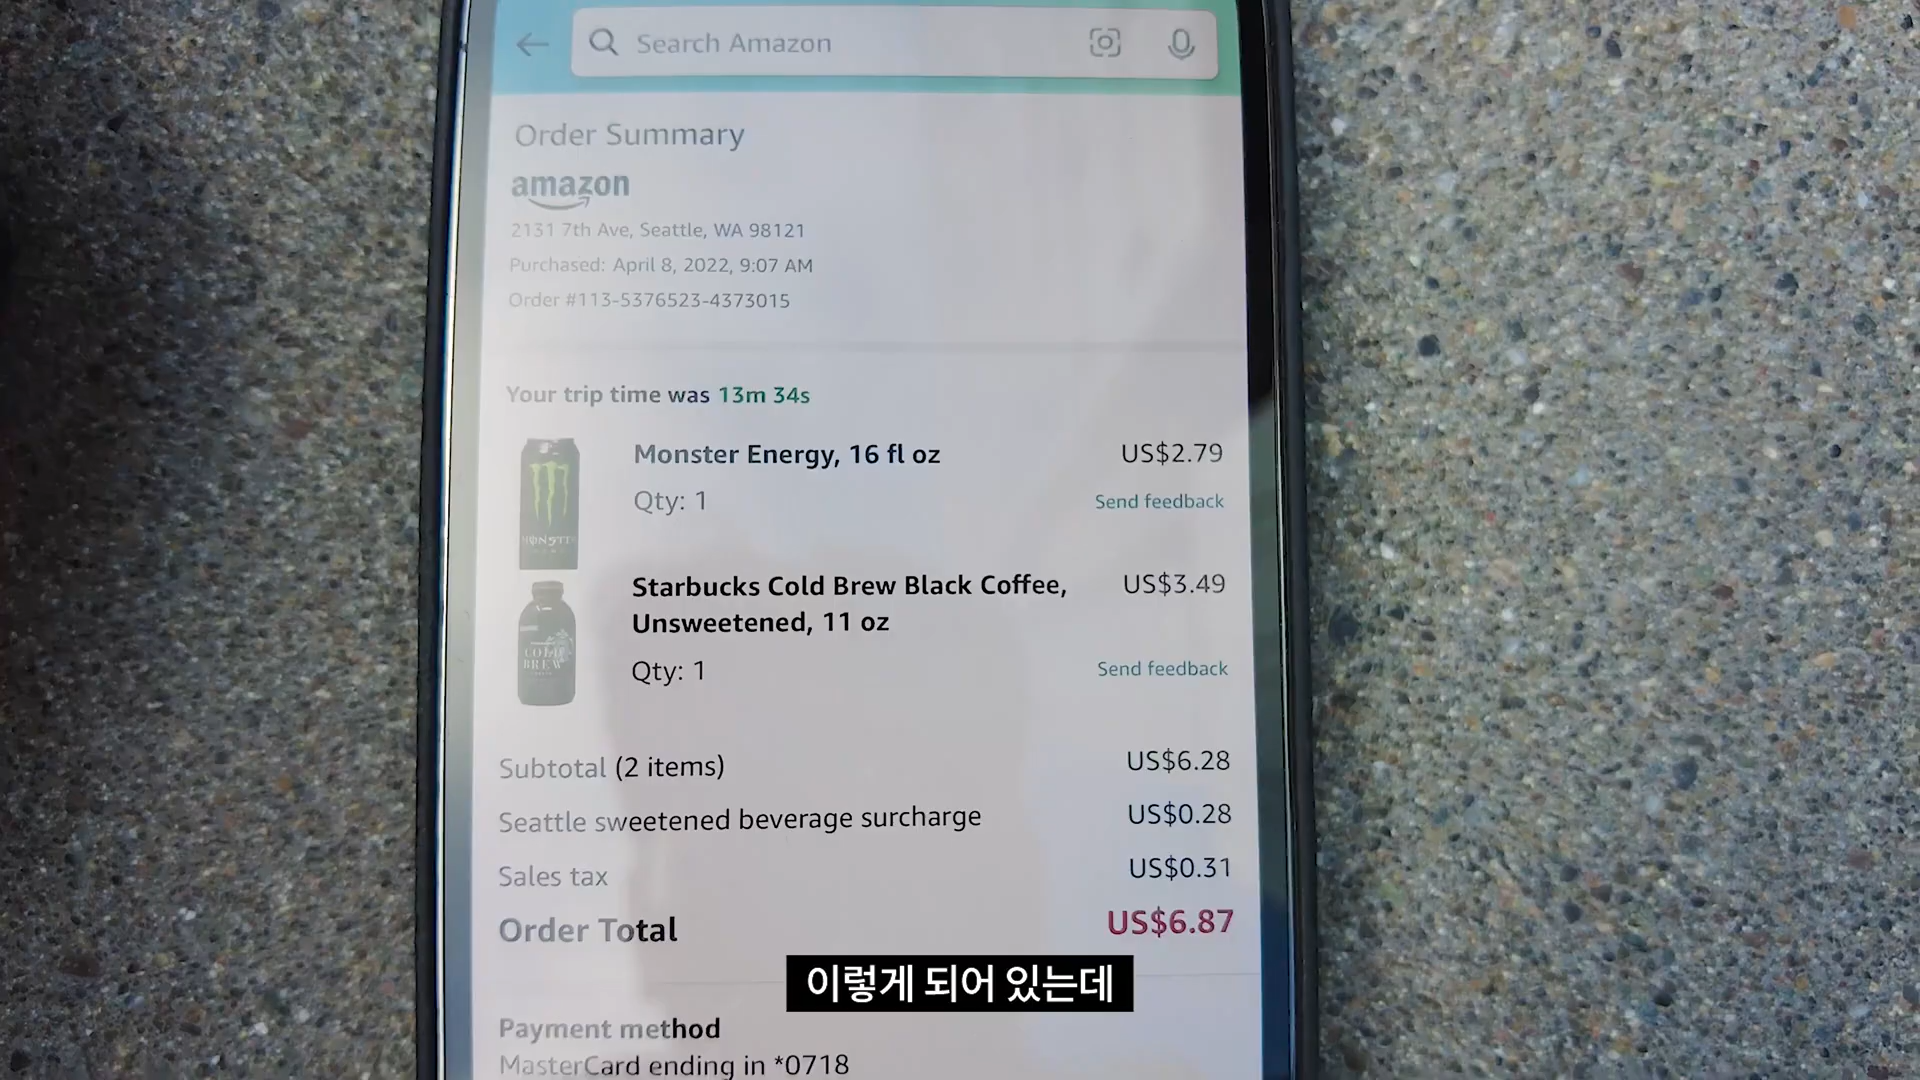 Search Amazon
Order Summary
amazon
2131 7th Ave, Seattle, WA 98121
Purchased: April 8, 2022, 9:07 AM
Order #113-5376523-4373015
Your trip time was 13m 34s
Monster Energy, 16 fl oz US$2.79
Qty: 1 Send feedback
Starbucks Cold Brew Black Coffee, US$3.49
Unsweetened, 11 oz
COLD
BREW
Qty: 1 Send feedback
Subtotal (2 items) US$6.28
Seattle sweetened beverage surcharge US$0.28
Sales tax US$0.31
Order Total US$6.87
이렇게 되어 있는데
Payment method
MasterCard ending in *0718